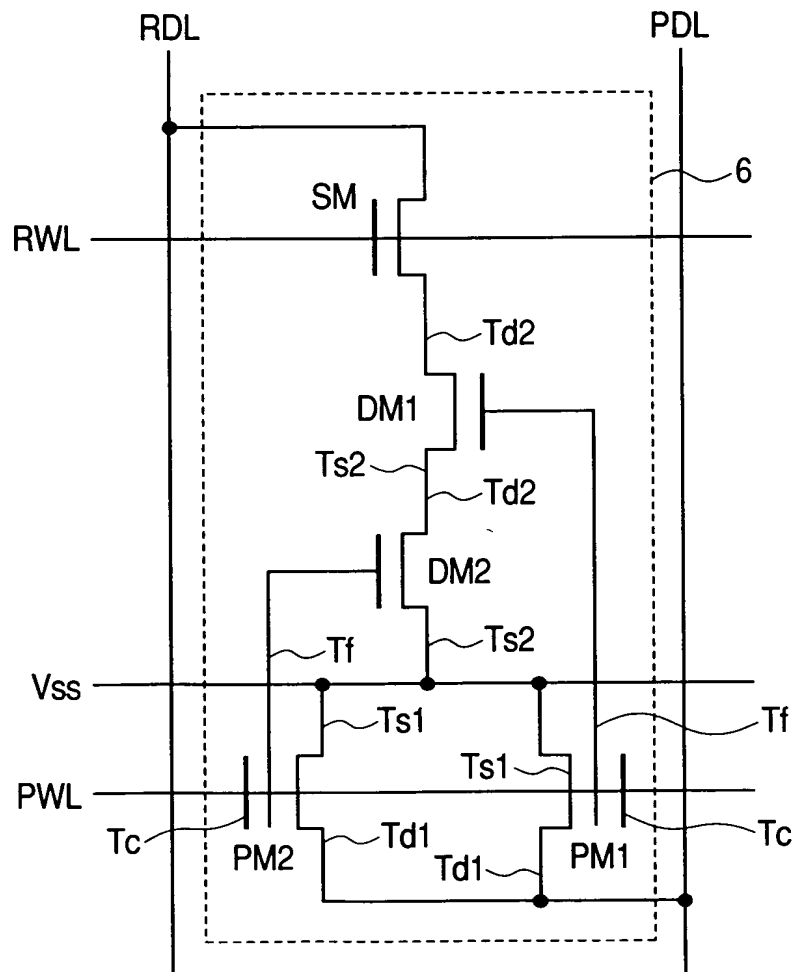 RDL
PDL
6
SM
RWL
Td2
DM1
Ts2
Td2
DM2
Tf
Ts2
Vss
Ts1
Tf
Ts1
PWL
Tc
PM2
Td1
Td1
PM1
Tc